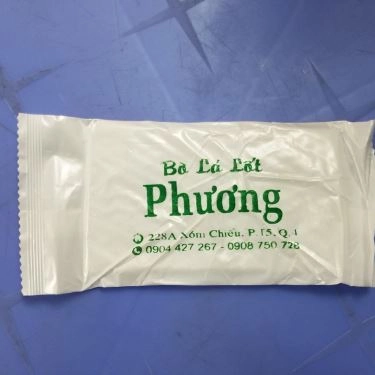 Bò Lá Lốt
Phương
228A Xóm Chiếu, P.15, Q.4
0904 427 267 - 0908 750 728